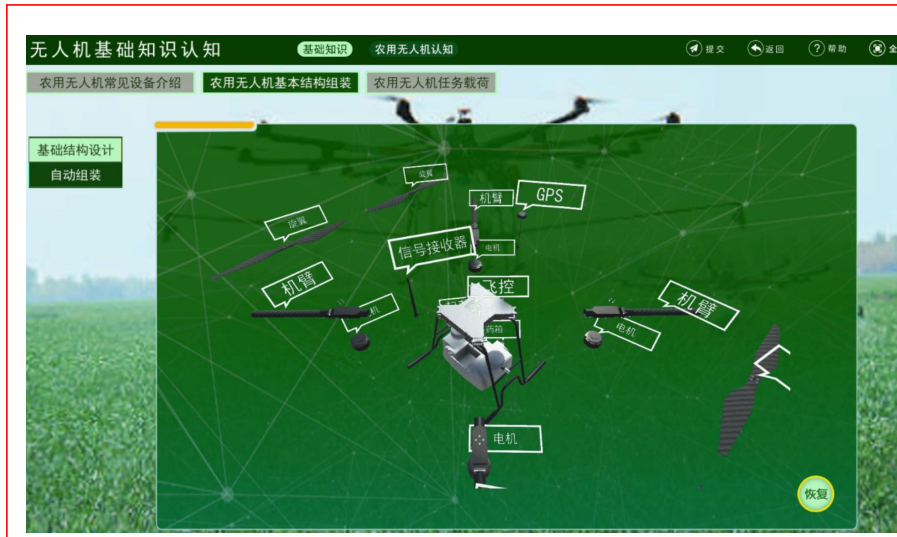 无人机基础知识认知
基础知识
农用无人机认知
提交
返回
帮助
全
农用无人机常见设备介绍
农用无人机基本结构组装
农用无人机任务载荷
基础结构设计
自动组装
旋翼
机臂
GPS
旋翼
信号接收器
电机
机臂
飞控
机臂
机
药箱
电机
电机
恢复